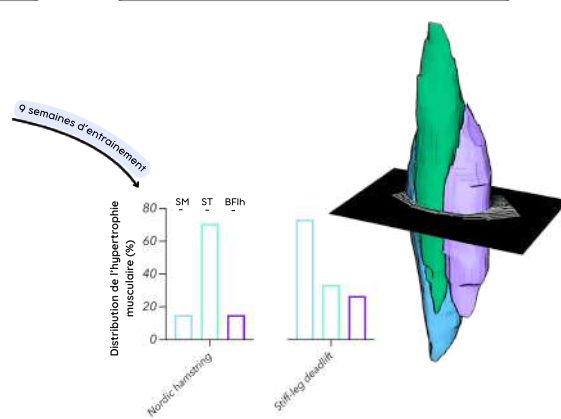 9 semaines d'entrainement
SM ST BFlh
Distribution de l'hypertrophie
musculaire (%)
80
60
40
20
0
Nordic hamstring
Stiff-leg deadlift